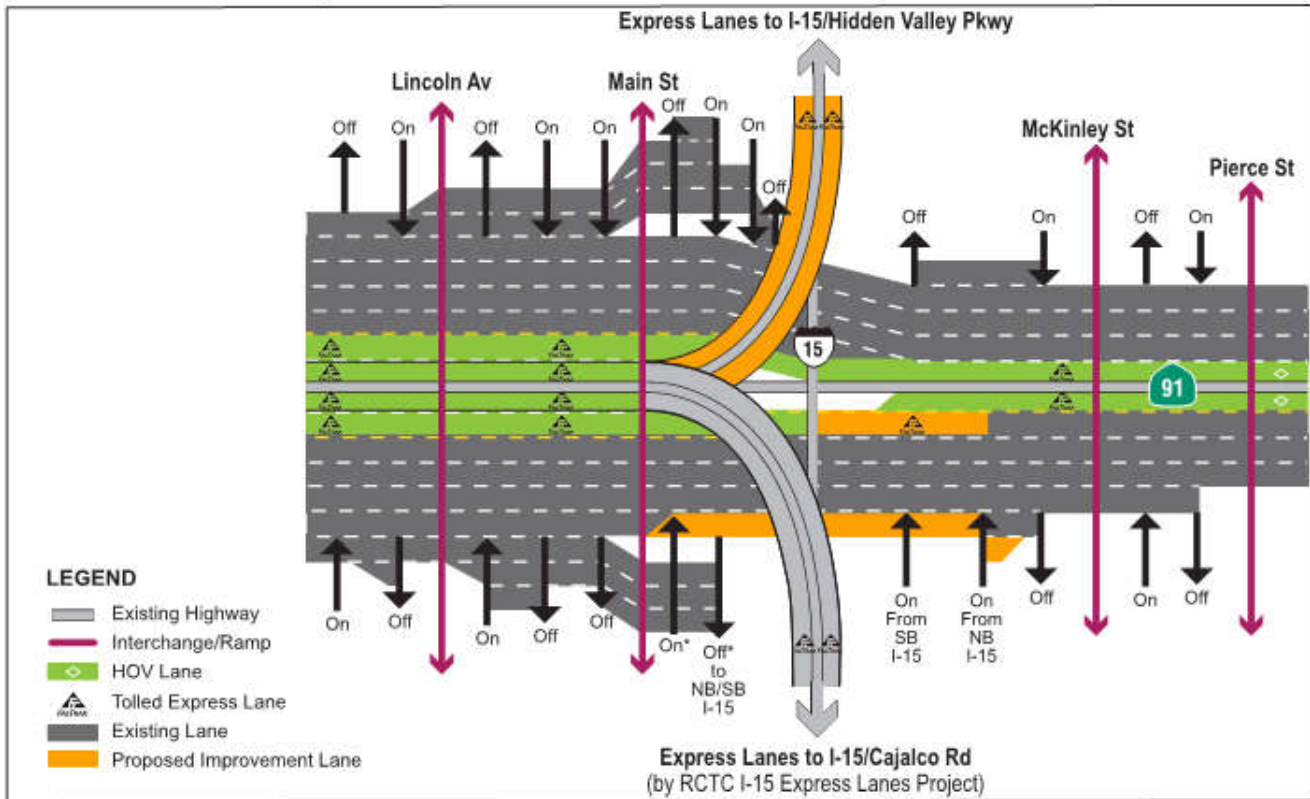 Express Lanes to I-15/Hidden Valley Pkwy
Lincoln Av
Main St
McKinley St
Pierce St
Off
On
Off
On
On
Off
On
On
Off
Off
On
Off
On
15
91
LEGEND
Existing Highway
Interchange/Ramp
HOV Lane
Tolled Express Lane
Existing Lane
Proposed Improvement Lane
On
Off
On
Off
Off
On*
Off*
to
NB/SB
I-15
On
From
SB
I-15
On
From
NB
I-15
Off
On
Off
Express Lanes to I-15/Cajalco Rd
(by RCTC I-15 Express Lanes Project)